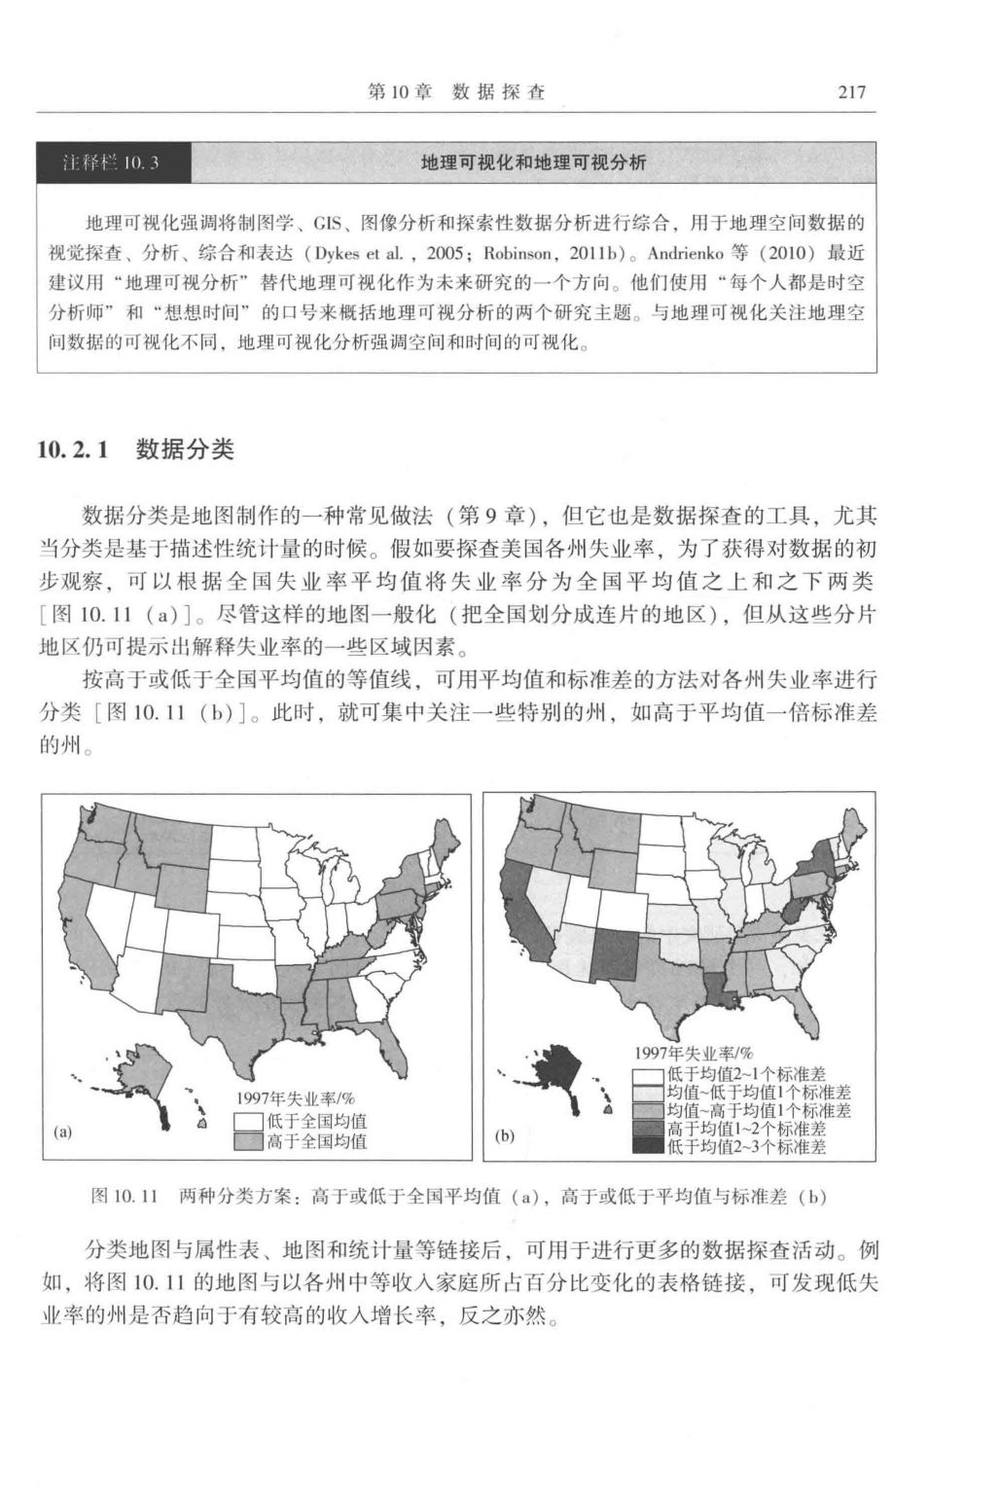 第10章 数据探查 217
注释栏 10.3 地理可视化和地理可视分析
地理可视化强调将制图学、GIS、图像分析和探索性数据分析进行综合，用于地理空间数据的
视觉探查、分析、综合和表达（Dykes et al.，2005；Robinson，2011b）。Andrienko 等（2010）最近
建议用“地理可视分析”替代地理可视化作为未来研究的一个方向。他们使用“每个人都是时空
分析师”和“想想时间”的口号来概括地理可视分析的两个研究主题。与地理可视化关注地理空
间数据的可视化不同，地理可视化分析强调空间和时间的可视化。
10.2.1 数据分类
数据分类是地图制作的一种常见做法（第9章），但它也是数据探查的工具，尤其
当分类是基于描述性统计量的时候。假如要探查美国各州失业率，为了获得对数据的初
步观察，可以根据全国失业率平均值将失业率分为全国平均值之上和之下两类
［图 10.11（a）］。尽管这样的地图一般化（把全国划分成连片的地区），但从这些分片
地区仍可提示出解释失业率的一些区域因素。
按高于或低于全国平均值的等值线，可用平均值和标准差的方法对各州失业率进行
分类［图 10.11（b）］。此时，就可集中关注一些特别的州，如高于平均值一倍标准差
的州。
1997年失业率/%
低于全国均值
高于全国均值
(a)
1997年失业率/%
低于均值2~1个标准差
均值~低于均值1个标准差
均值~高于均值1个标准差
高于均值1~2个标准差
低于均值2~3个标准差
(b)
图 10.11 两种分类方案：高于或低于全国平均值（a），高于或低于平均值与标准差（b）
分类地图与属性表、地图和统计量等链接后，可用于进行更多的数据探查活动。例
如，将图 10.11 的地图与以各州中等收入家庭所占百分比变化的表格链接，可发现低失
业率的州是否趋向于有较高的收入增长率，反之亦然。